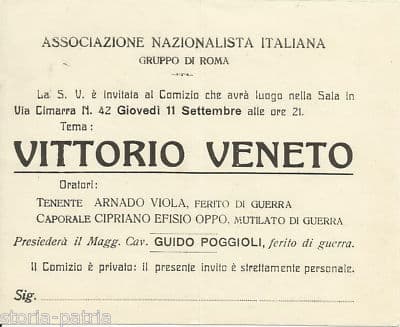 ASSOCIAZIONE NAZIONALISTA ITALIANA
GRUPPO DI ROMA
La S. V. è invitata al Comizio che avrà luogo nella Sala in
Via Cimarra N. 42 Giovedì 11 Settembre alle ore 21.
Tema:
VITTORIO VENETO
Oratori:
TENENTE ARNADO VIOLA, FERITO DI GUERRA
CAPORALE CIPRIANO EFISIO OPPO, MUTILATO DI GUERRA
Presiederà il Magg. Cav. GUIDO POGGIOLI, ferito di guerra.
Il Comizio è privato: il presente invito è strettamente personale.
Sig.
storia-patria